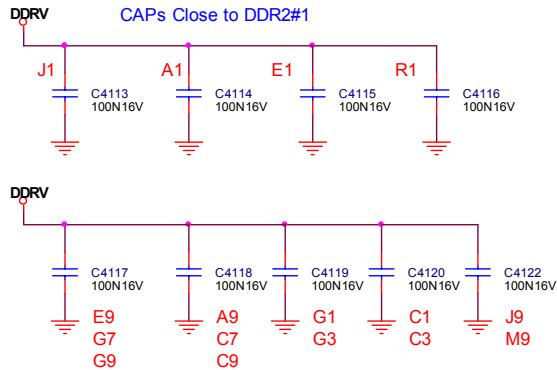 DDRV
CAPs Close to DDR2#1
J1
A1
E1
R1
C4113
100N16V
C4114
100N16V
C4115
100N16V
C4116
100N16V
DDRV
C4117
100N16V
C4118
100N16V
C4119
100N16V
C4120
100N16V
C4122
100N16V
E9
G7
G9
A9
C7
C9
G1
G3
C1
C3
J9
M9